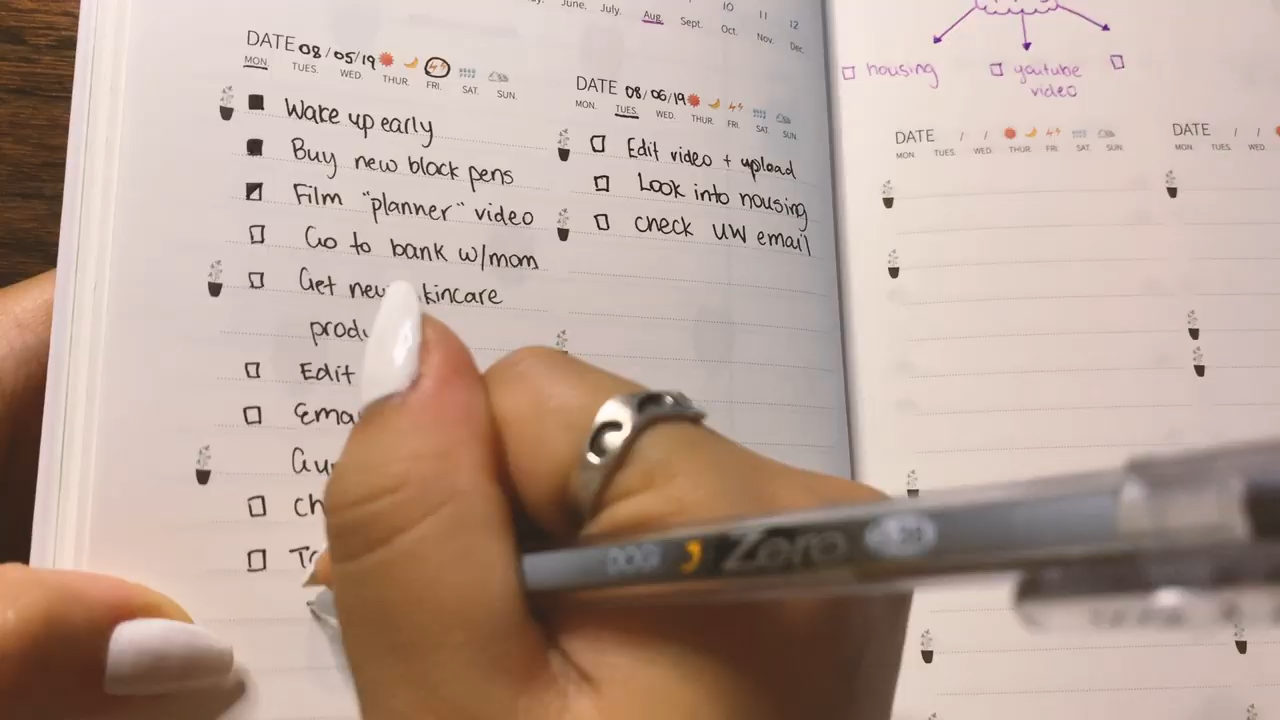 June. July. Aug. Sept. Oct. Nov. Dec.
10 11 12
DATE 08/05/19
MON. TUES. WED. THUR. FRI. SAT. SUN.
Wake up early
Buy new block pens
Film "planner" video
Go to bank w/mom
Get new skincare
Edit
DATE 08/06/19
MON. TUES. WED. THUR. FRI. SAT. SUN.
Edit video + upload
Look into housing
check UW email
housing
youtube
video
DATE / /
MON. TUES. WED. THUR. FRI. SAT. SUN.
DATE / /
MON. TUES. WED.
Zero